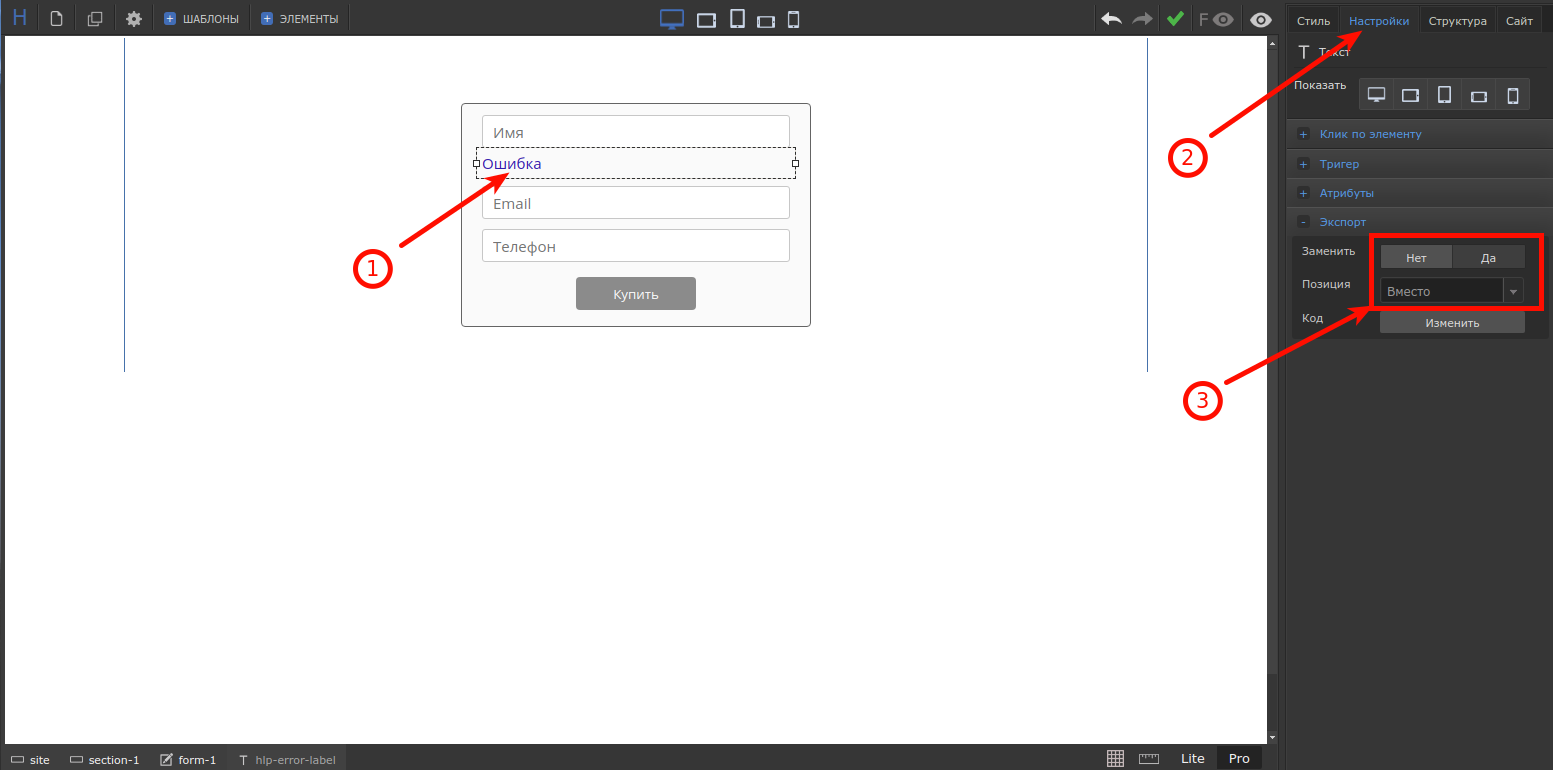 H
ШАБЛОНЫ
ЭЛЕМЕНТЫ
F
Стиль
Настройки
Структура
Сайт
T Текст
Показать
+ Клик по элементу
+ Тригер
+ Атрибуты
- Экспорт
Заменить
Нет
Да
Позиция
Вместо
Код
Изменить
Имя
Ошибка
Email
Телефон
Купить
1
2
3
site
section-1
form-1
T hlp-error-label
Lite
Pro